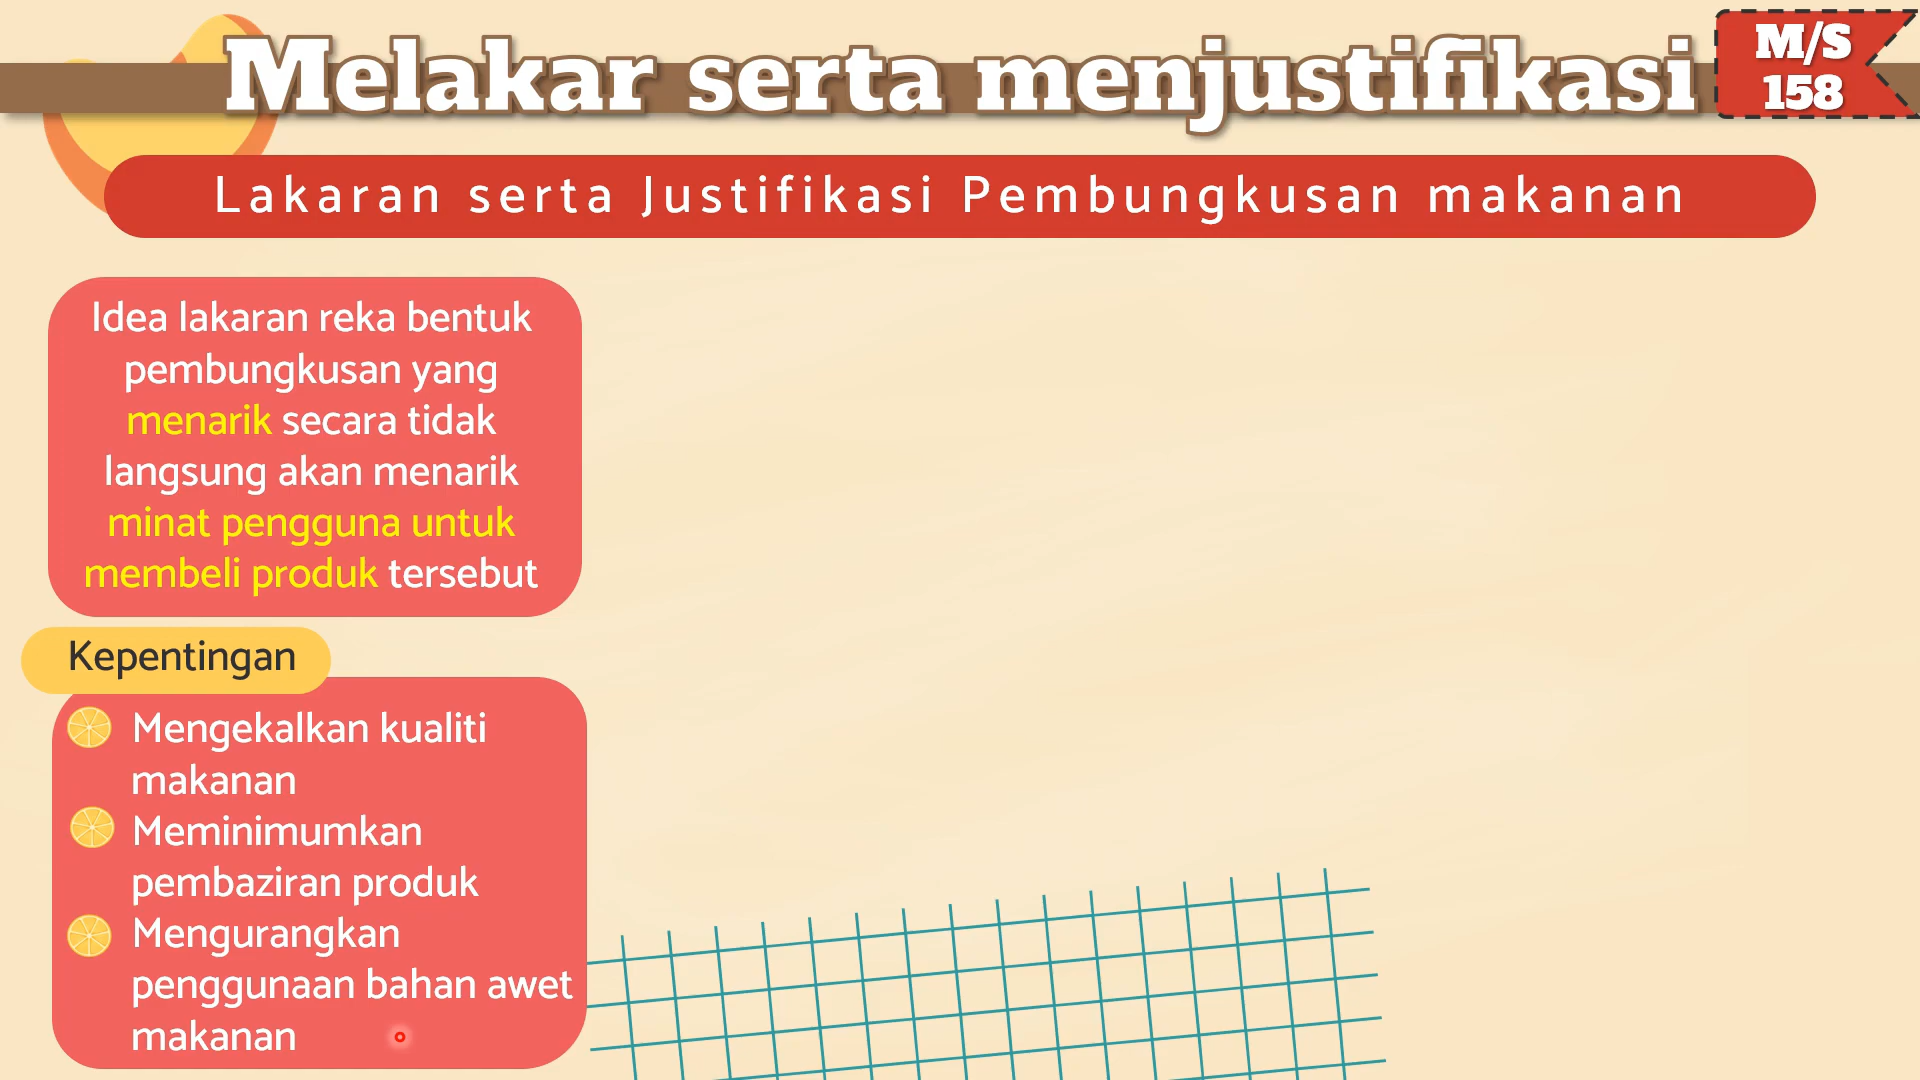 Melakar serta menjustifikasi
M/S
158
Lakaran serta Justifikasi Pembungkusan makanan
Idea lakaran reka bentuk
pembungkusan yang
menarik secara tidak
langsung akan menarik
minat pengguna untuk
membeli produk tersebut
Kepentingan
Mengekalkan kualiti
makanan
Meminimumkan
pembaziran produk
Mengurangkan
penggunaan bahan awet
makanan